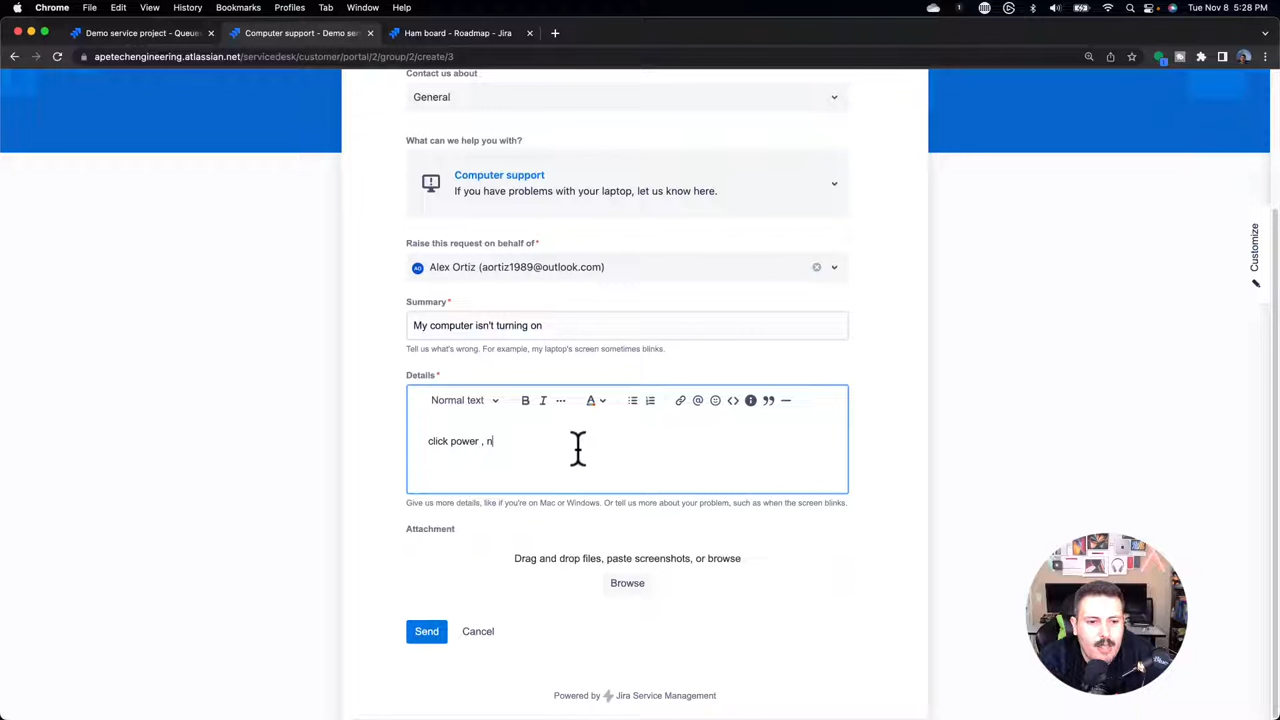 Chrome File Edit View History Bookmarks Profiles Tab Window Help Tue Nov 8 5:28 PM
Demo service project - Queues Computer support - Demo ser Ham board - Roadmap - Jira
apetechengineering.atlassian.net/servicedesk/customer/portal/2/group/2/create/3
Contact us about
General
What can we help you with?
Computer support
If you have problems with your laptop, let us know here.
Customize
Raise this request on behalf of*
AO Alex Ortiz (aortiz1989@outlook.com)
Summary*
My computer isn't turning on
Tell us what's wrong. For example, my laptop's screen sometimes blinks.
Details*
Normal text B I ... A
click power , n
Give us more details, like if you're on Mac or Windows. Or tell us more about your problem, such as when the screen blinks.
Attachment
Drag and drop files, paste screenshots, or browse
Browse
Send Cancel
Powered by Jira Service Management